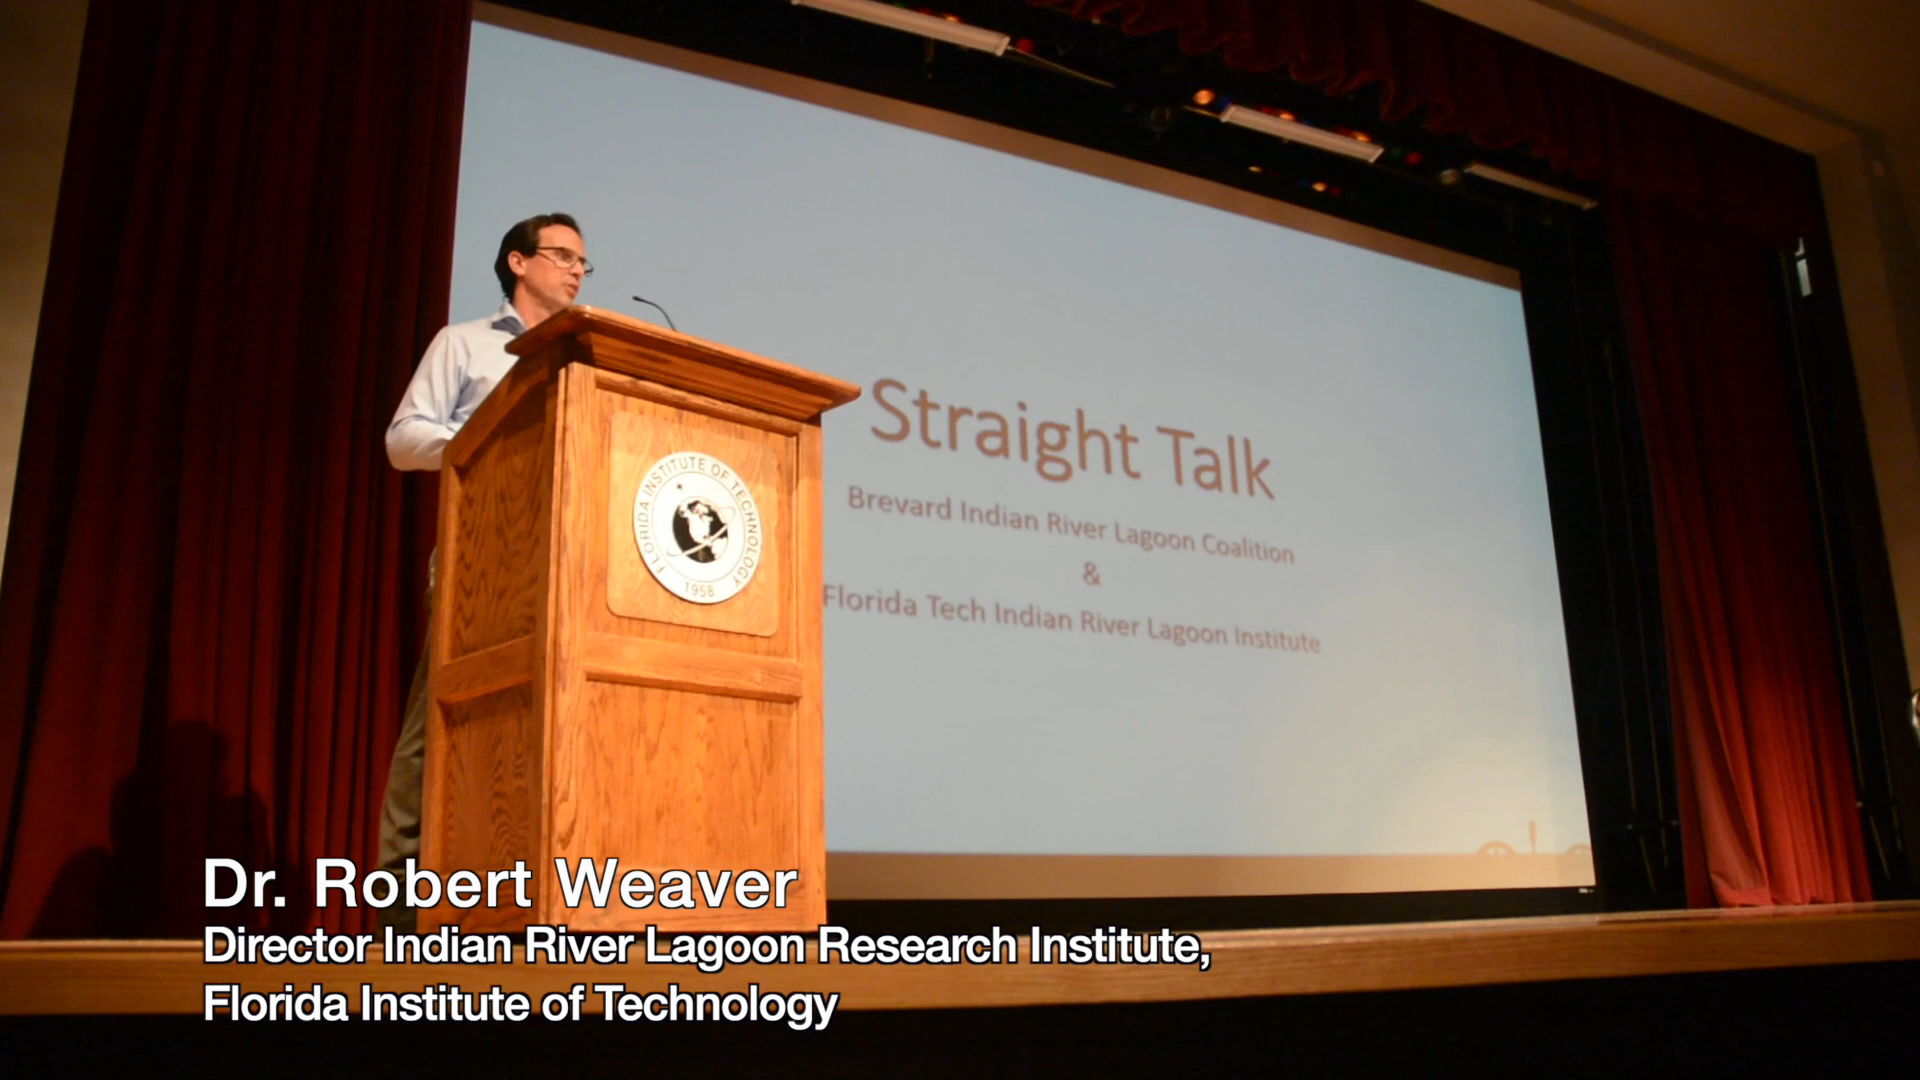 Straight Talk
Brevard Indian River Lagoon Coalition
&
Florida Tech Indian River Lagoon Institute
FLORIDA INSTITUTE OF TECHNOLOGY
1958
Dr. Robert Weaver
Director Indian River Lagoon Research Institute,
Florida Institute of Technology